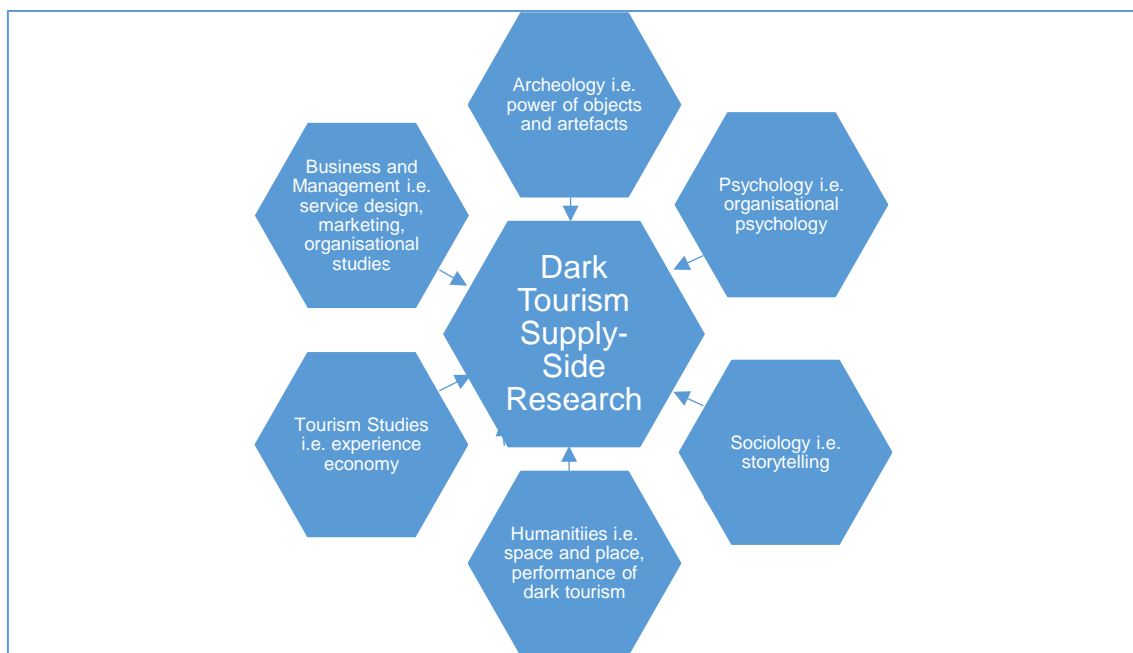 Archeology i.e.
power of objects
and artefacts
Business and
Management i.e.
service design,
marketing,
organisational
studies
Psychology i.e.
organisational
psychology
Dark
Tourism
Supply-
Side
Research
Tourism Studies
i.e. experience
economy
Sociology i.e.
storytelling
Humanitiies i.e.
space and place,
performance of
dark tourism